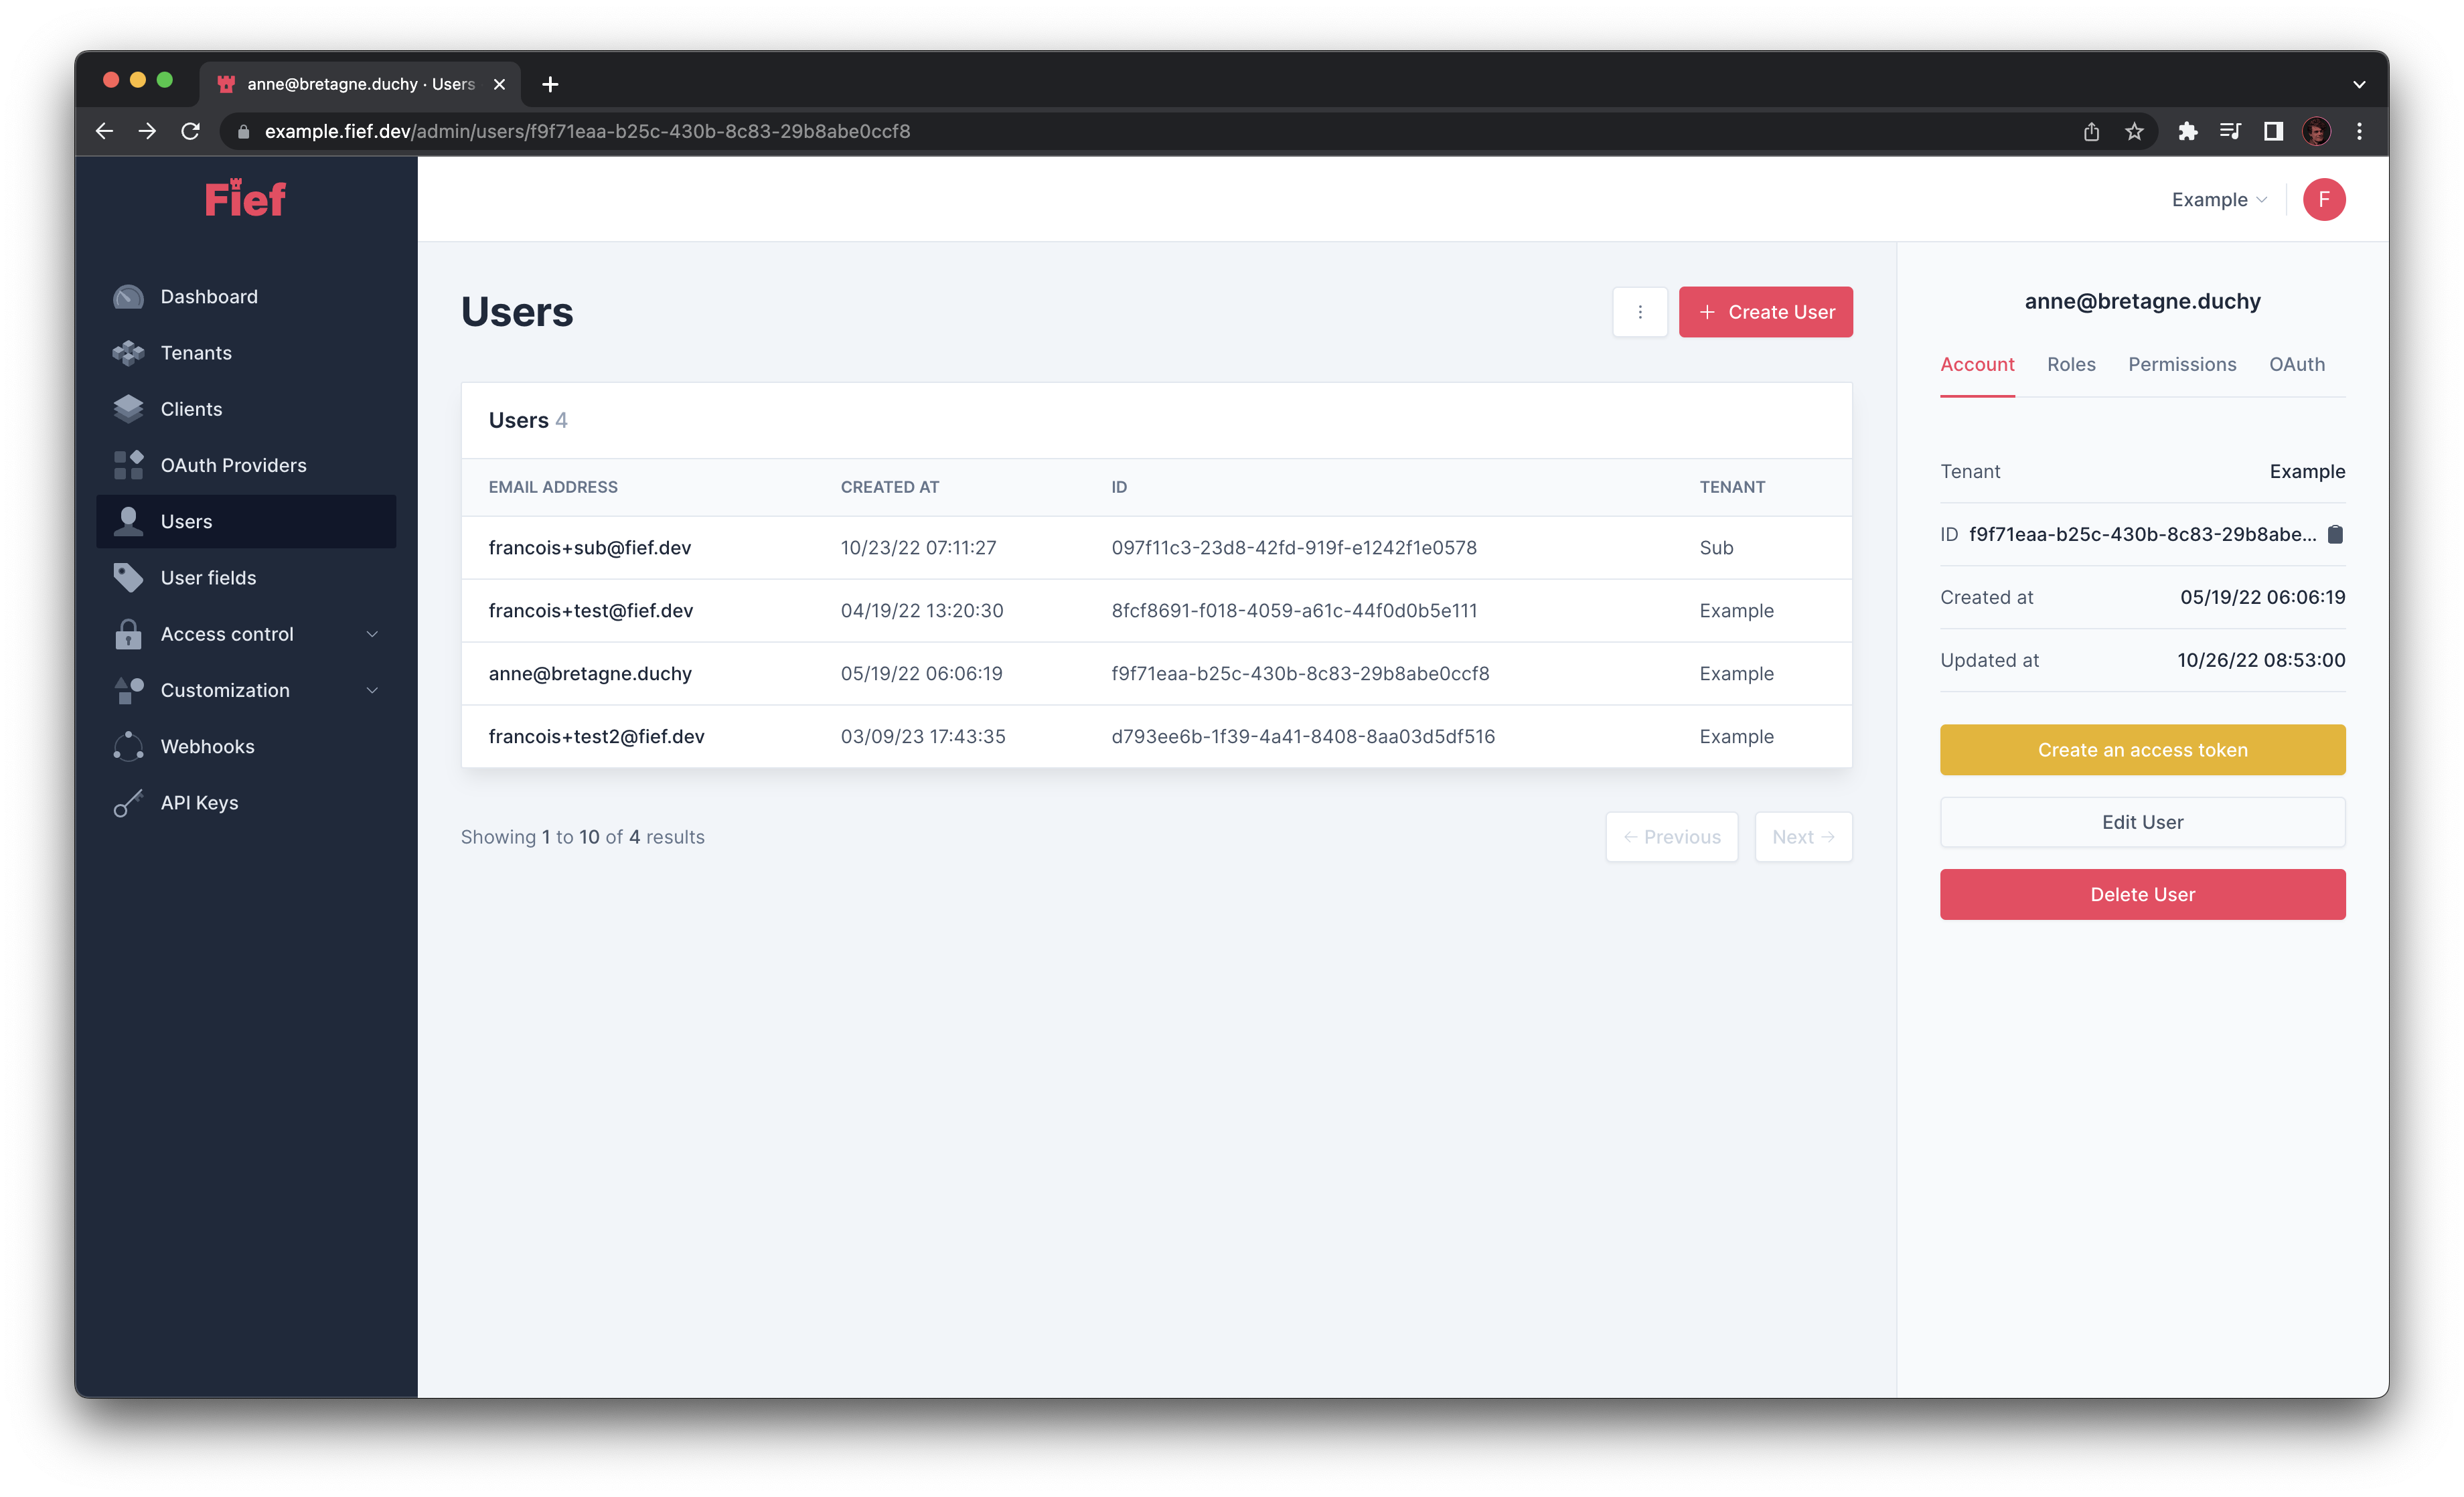 anne@bretagne.duchy · Users
example.fief.dev/admin/users/f9f71eaa-b25c-430b-8c83-29b8abe0ccf8
Fief
Example
F
Dashboard
Tenants
Clients
OAuth Providers
Users
User fields
Access control
Customization
Webhooks
API Keys
Users
+ Create User
Users 4
EMAIL ADDRESS CREATED AT ID TENANT
francois+sub@fief.dev 10/23/22 07:11:27 097f11c3-23d8-42fd-919f-e1242f1e0578 Sub
francois+test@fief.dev 04/19/22 13:20:30 8fcf8691-f018-4059-a61c-44f0d0b5e111 Example
anne@bretagne.duchy 05/19/22 06:06:19 f9f71eaa-b25c-430b-8c83-29b8abe0ccf8 Example
francois+test2@fief.dev 03/09/23 17:43:35 d793ee6b-1f39-4a41-8408-8aa03d5df516 Example
Showing 1 to 10 of 4 results
← Previous
Next →
anne@bretagne.duchy
Account Roles Permissions OAuth
Tenant Example
ID f9f71eaa-b25c-430b-8c83-29b8abe...
Created at 05/19/22 06:06:19
Updated at 10/26/22 08:53:00
Create an access token
Edit User
Delete User